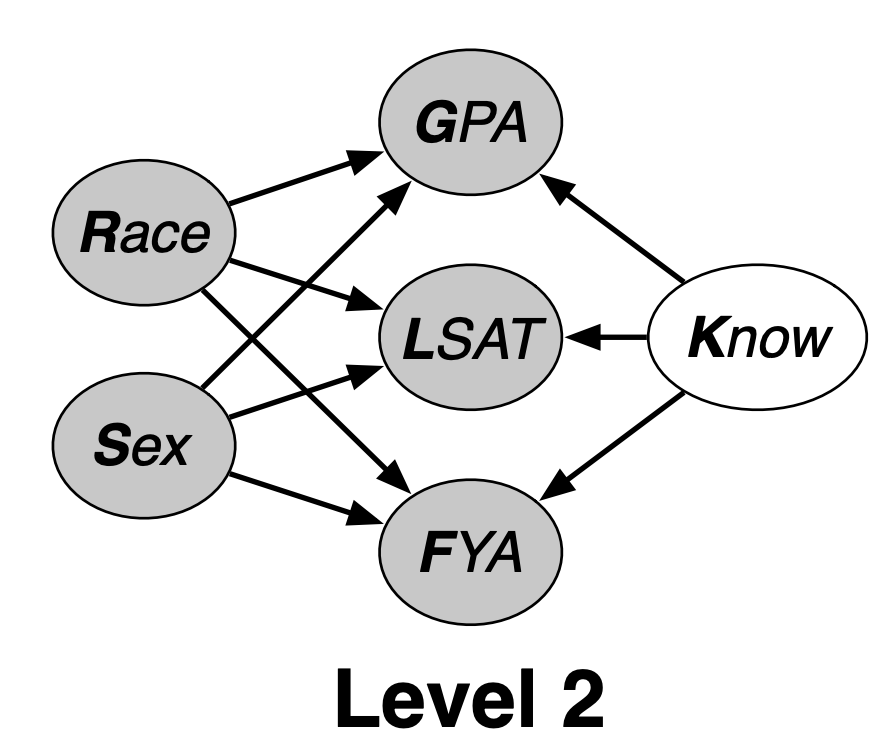 GPA
Race
LSAT
Know
Sex
FYA
Level 2